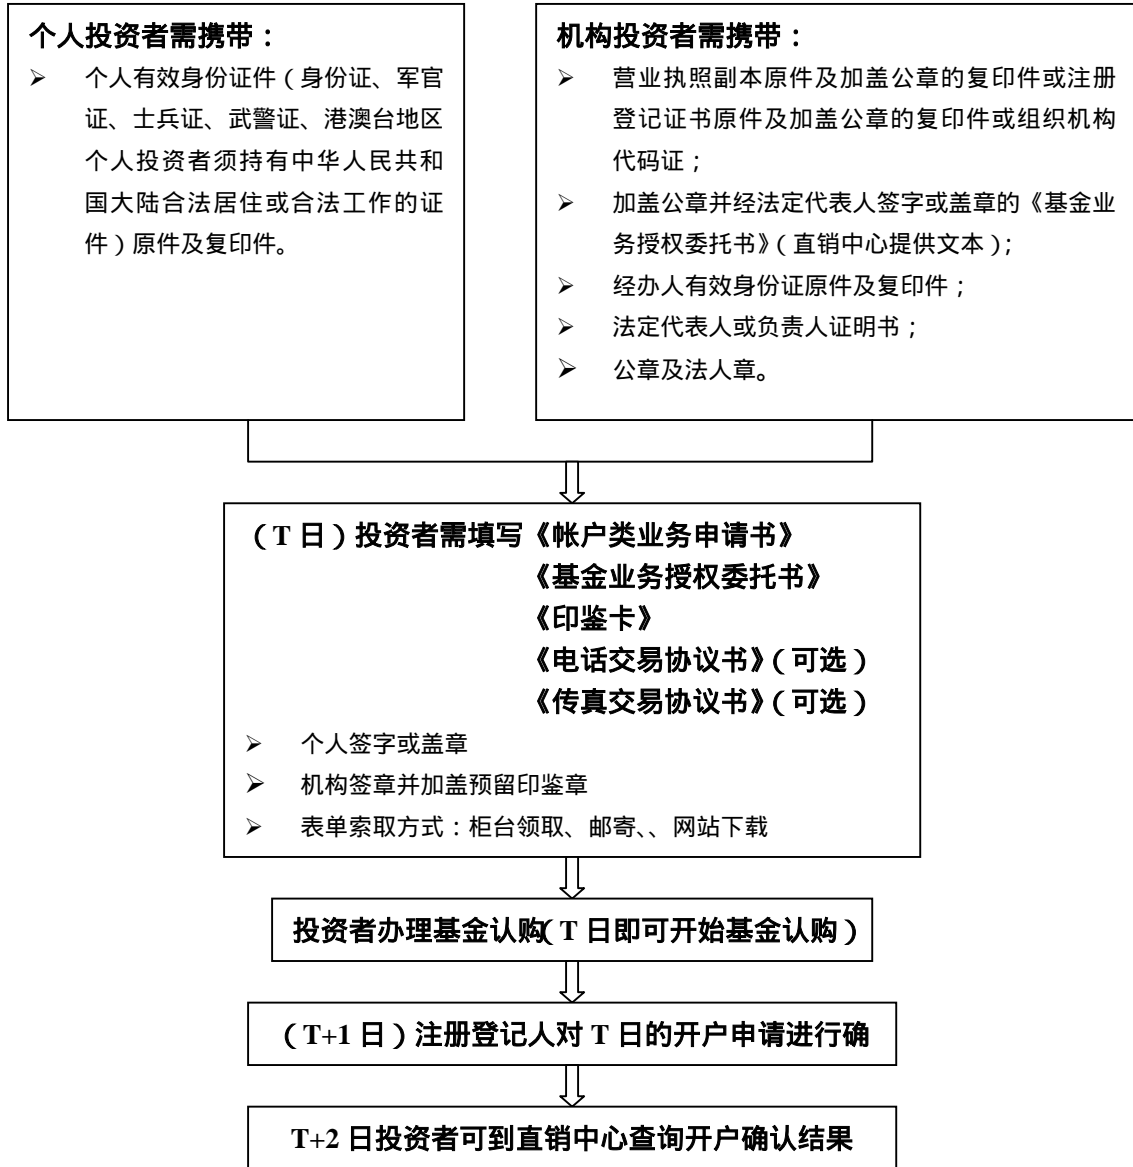 个人投资者需携带：
➢ 个人有效身份证件（身份证、军官
证、士兵证、武警证、港澳台地区
个人投资者须持有中华人民共和
国大陆合法居住或合法工作的证
件）原件及复印件。
机构投资者需携带：
➢ 营业执照副本原件及加盖公章的复印件或注册
登记证书原件及加盖公章的复印件或组织机构
代码证；
➢ 加盖公章并经法定代表人签字或盖章的《基金业
务授权委托书》（直销中心提供文本）；
➢ 经办人有效身份证原件及复印件；
➢ 法定代表人或负责人证明书；
➢ 公章及法人章。
（T 日）投资者需填写《帐户类业务申请书》
《基金业务授权委托书》
《印鉴卡》
《电话交易协议书》（可选）
《传真交易协议书》（可选）
➢ 个人签字或盖章
➢ 机构签章并加盖预留印鉴章
➢ 表单索取方式：柜台领取、邮寄、、网站下载
投资者办理基金认购（T 日即可开始基金认购）
（T+1 日）注册登记人对 T 日的开户申请进行确
T+2 日投资者可到直销中心查询开户确认结果